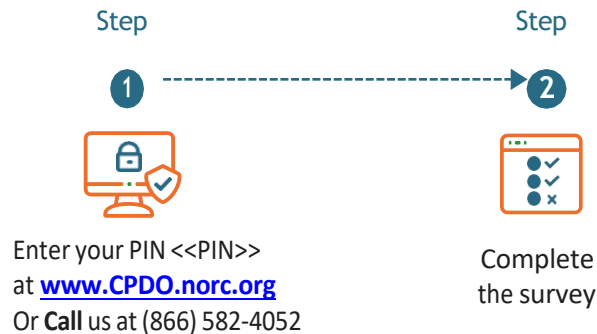 Step
1
Enter your PIN <<PIN>>
at www.CPDO.norc.org
Or Call us at (866) 582-4052
Step
2
Complete
the survey